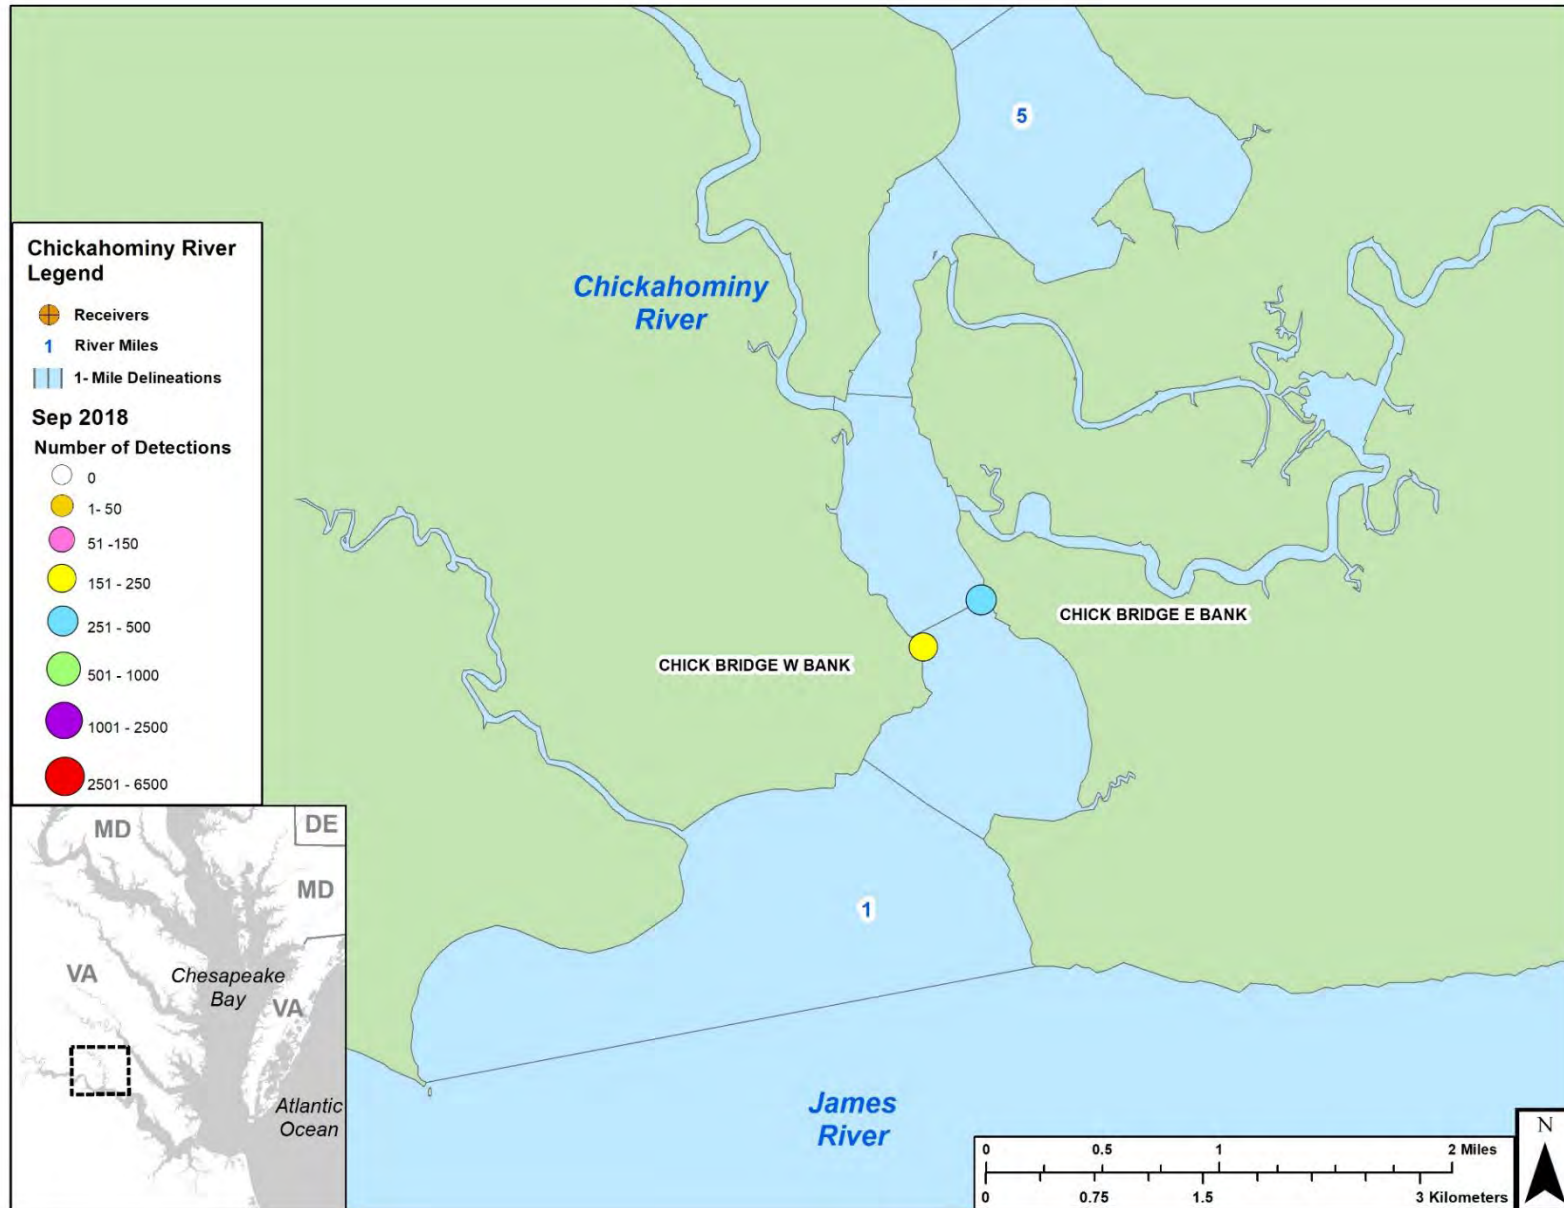 5
Chickahominy
River
Chickahominy River
Legend
Receivers
1 River Miles
1- Mile Delineations
Sep 2018
Number of Detections
0
1- 50
51 -150
151 - 250
251 - 500
501 - 1000
1001 - 2500
2501 - 6500
CHICK BRIDGE E BANK
CHICK BRIDGE W BANK
1
MD
DE
MD
VA
Chesapeake
Bay
VA
Atlantic
Ocean
James
River
0 0.5 1 2 Miles
0 0.75 1.5 3 Kilometers
N